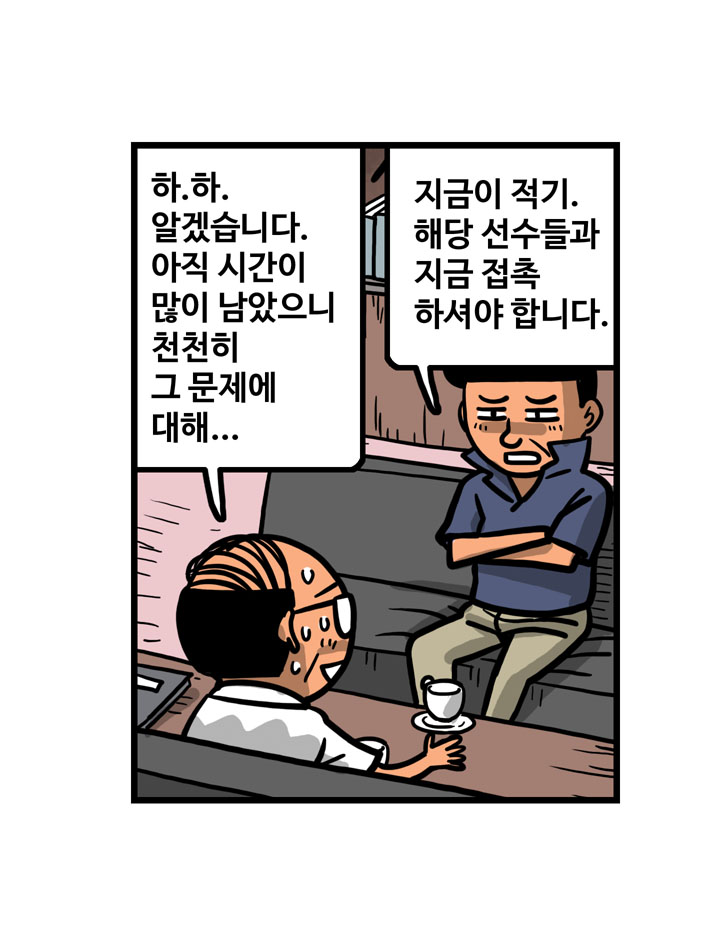 하.하.
알겠습니다.
아직 시간이
많이 남았으니
천천히
그 문제에
대해...
지금이 적기.
해당 선수들과
지금 접촉
하셔야 합니다.